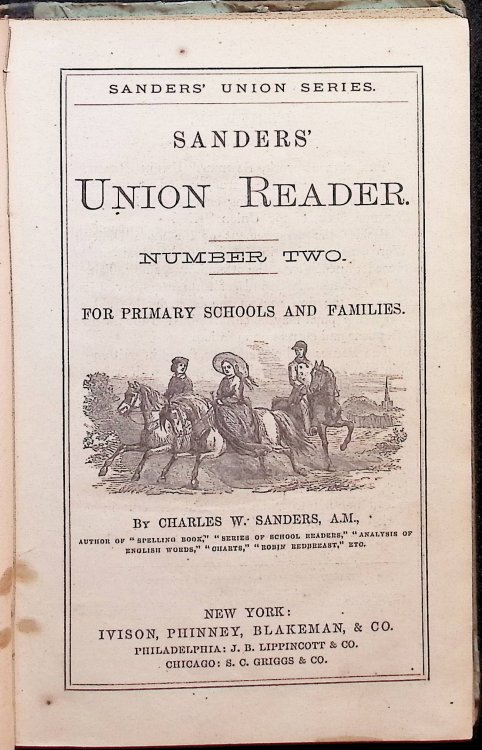 SANDERS' UNION SERIES.
SANDERS'
UNION READER.
NUMBER TWO.
FOR PRIMARY SCHOOLS AND FAMILIES.
BY CHARLES W. SANDERS, A.M.,
AUTHOR OF "SPELLING BOOK," "SERIES OF SCHOOL READERS," "ANALYSIS OF
ENGLISH WORDS," "CHARTS," "ROBIN REDBREAST," ETC.
NEW YORK:
IVISON, PHINNEY, BLAKEMAN, & CO.
PHILADELPHIA: J. B. LIPPINCOTT & CO.
CHICAGO: S. C. GRIGGS & CO.